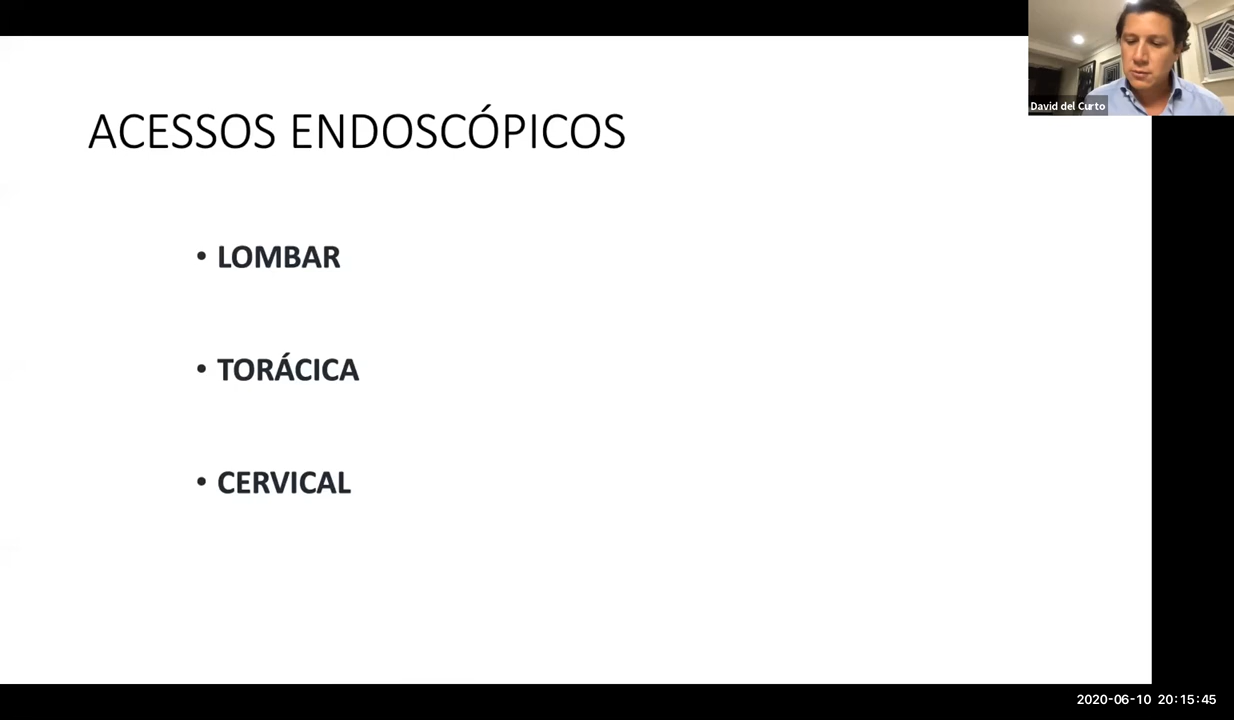 David del Curto
ACESSOS ENDOSCÓPICOS
• LOMBAR
• TORÁCICA
• CERVICAL
2020-06-10 20:15:45